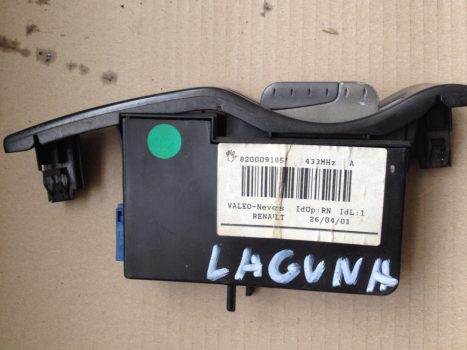 8200091857 433MHz A
VALEO-Nevers IdOp:RN IdL:1
RENAULT 26/04/01
LAGUNA